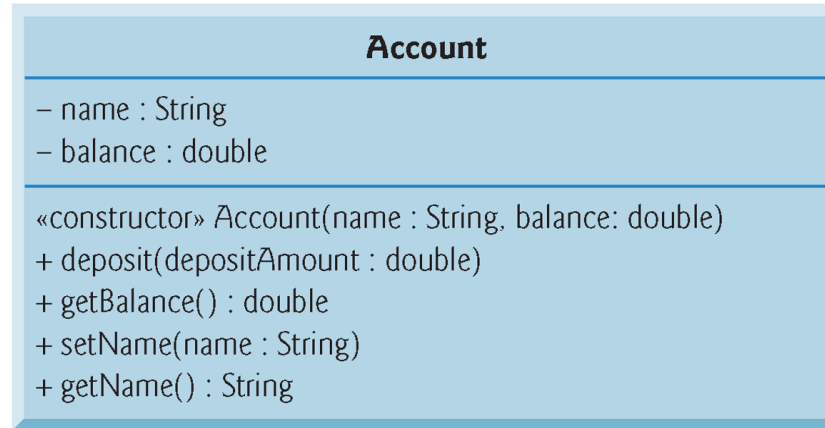 Account
– name : String
– balance : double
«constructor» Account(name : String, balance: double)
+ deposit(depositAmount : double)
+ getBalance() : double
+ setName(name : String)
+ getName() : String